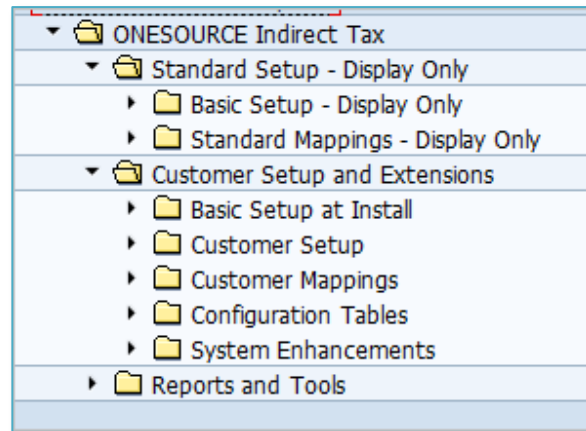 ONESOURCE Indirect Tax
Standard Setup - Display Only
Basic Setup - Display Only
Standard Mappings - Display Only
Customer Setup and Extensions
Basic Setup at Install
Customer Setup
Customer Mappings
Configuration Tables
System Enhancements
Reports and Tools